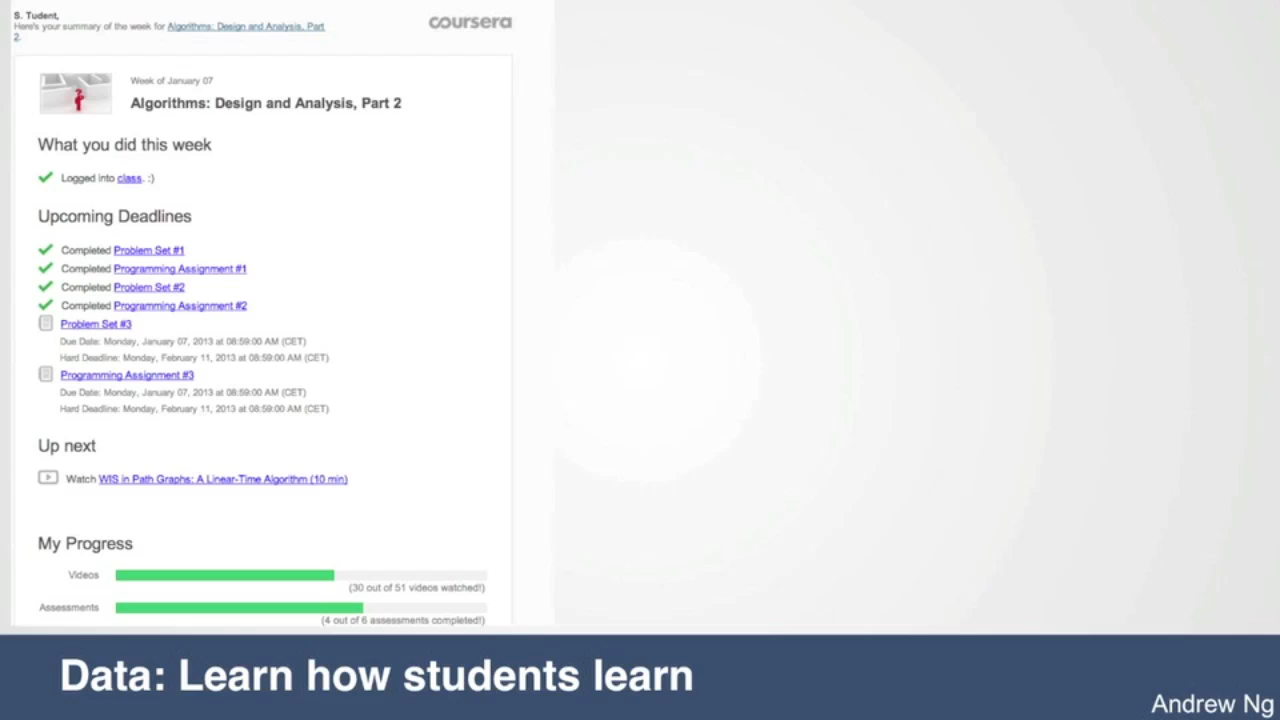 S. Tudent,
Here's your summary of the week for Algorithms: Design and Analysis, Part
2.
coursera
Week of January 07
Algorithms: Design and Analysis, Part 2
What you did this week
Logged into class. :)
Upcoming Deadlines
Completed Problem Set #1
Completed Programming Assignment #1
Completed Problem Set #2
Completed Programming Assignment #2
Problem Set #3
Due Date: Monday, January 07, 2013 at 08:59:00 AM (CET)
Hard Deadline: Monday, February 11, 2013 at 08:59:00 AM (CET)
Programming Assignment #3
Due Date: Monday, January 07, 2013 at 08:59:00 AM (CET)
Hard Deadline: Monday, February 11, 2013 at 08:59:00 AM (CET)
Up next
Watch WIS in Path Graphs: A Linear-Time Algorithm (10 min)
My Progress
Videos
(30 out of 51 videos watched!)
Assessments
(4 out of 6 assessments completed!)
Data: Learn how students learn
Andrew Ng